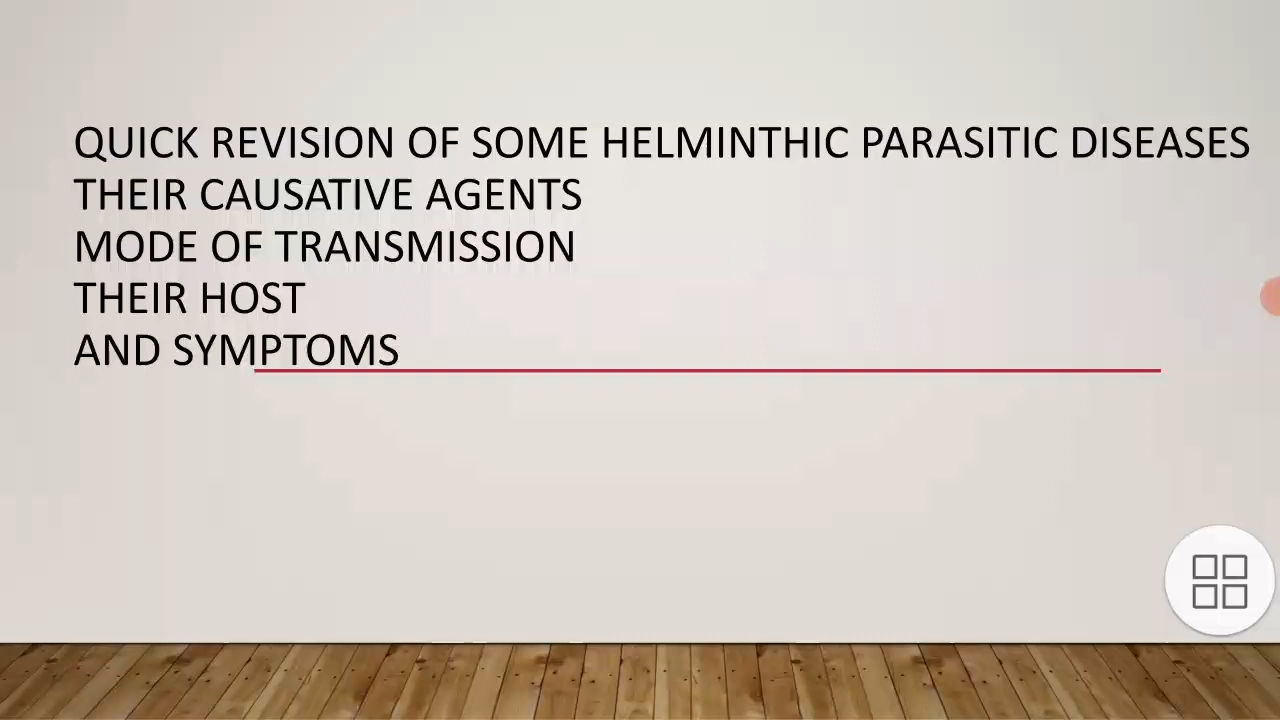 QUICK REVISION OF SOME HELMINTHIC PARASITIC DISEASES
THEIR CAUSATIVE AGENTS
MODE OF TRANSMISSION
THEIR HOST
AND SYMPTOMS